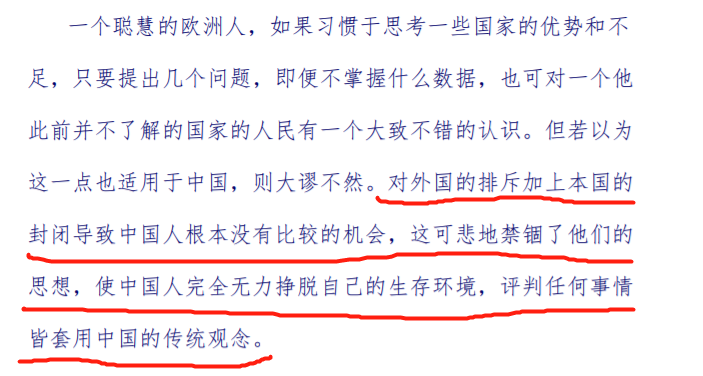 一个聪慧的欧洲人，如果习惯于思考一些国家的优势和不
足，只要提出几个问题，即便不掌握什么数据，也可对一个他
此前并不了解的国家的人民有一个大致不错的认识。但若以为
这一点也适用于中国，则大谬不然。对外国的排斥加上本国的
封闭导致中国人根本没有比较的机会，这可悲地禁锢了他们的
思想，使中国人完全无力挣脱自己的生存环境，评判任何事情
皆套用中国的传统观念。